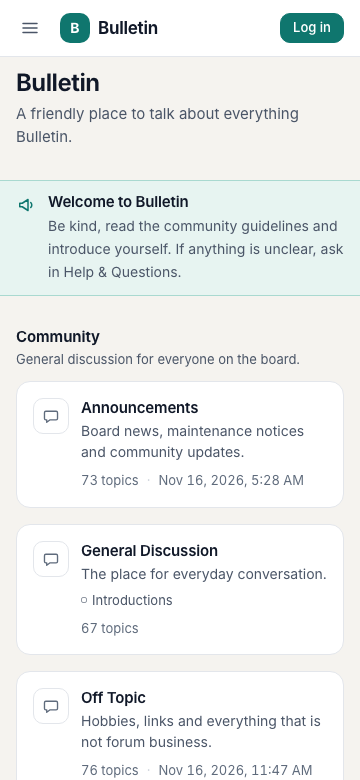 B Bulletin Log in
Bulletin
A friendly place to talk about everything
Bulletin.
Welcome to Bulletin
Be kind, read the community guidelines and
introduce yourself. If anything is unclear, ask
in Help & Questions.
Community
General discussion for everyone on the board.
Announcements
Board news, maintenance notices
and community updates.
73 topics · Nov 16, 2026, 5:28 AM
General Discussion
The place for everyday conversation.
Introductions
67 topics
Off Topic
Hobbies, links and everything that is
not forum business.
76 topics · Nov 16, 2026, 11:47 AM